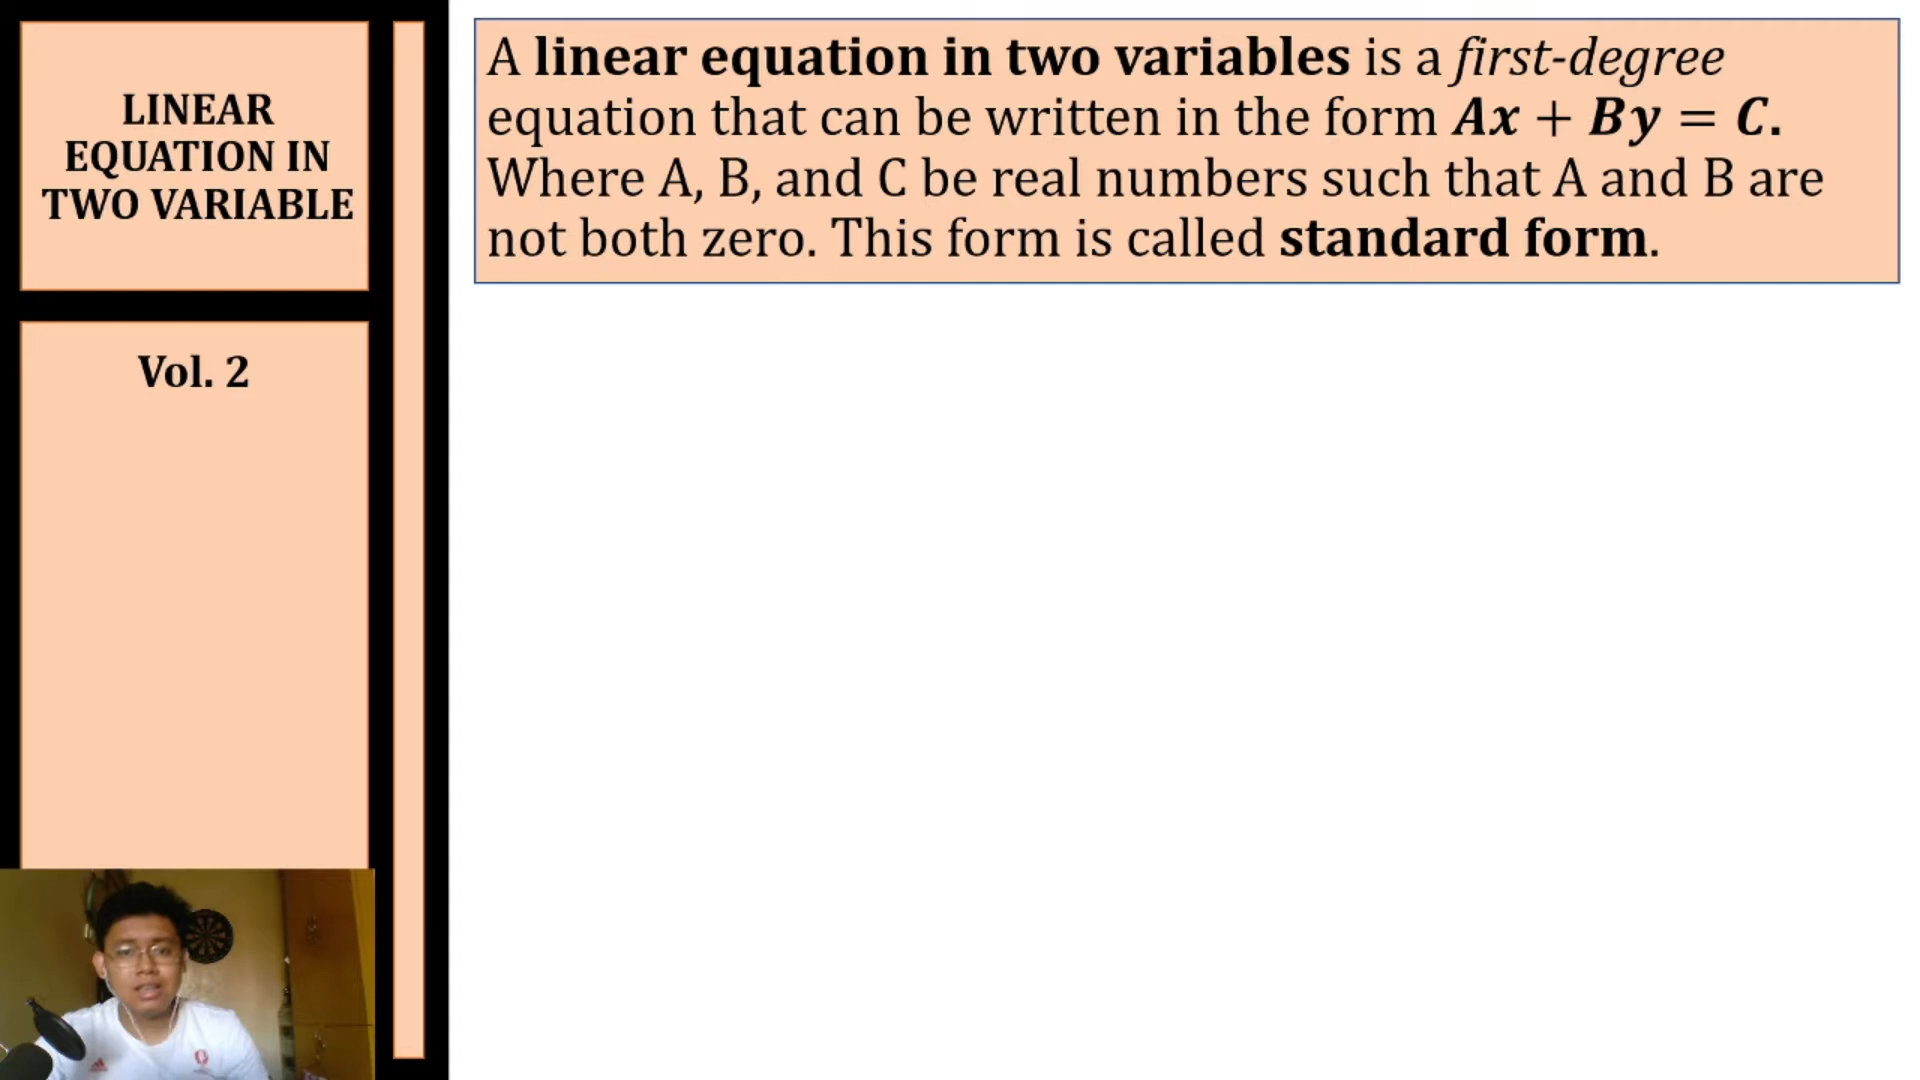 LINEAR
EQUATION IN
TWO VARIABLE
Vol. 2
A linear equation in two variables is a first-degree
equation that can be written in the form Ax + By = C.
Where A, B, and C be real numbers such that A and B are
not both zero. This form is called standard form.